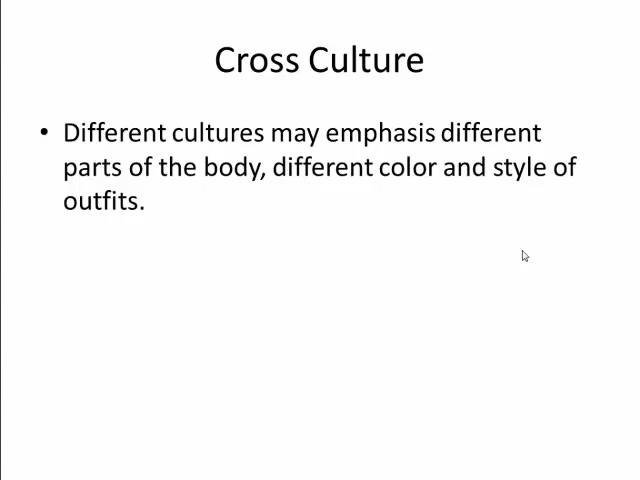 Cross Culture
• Different cultures may emphasis different
parts of the body, different color and style of
outfits.